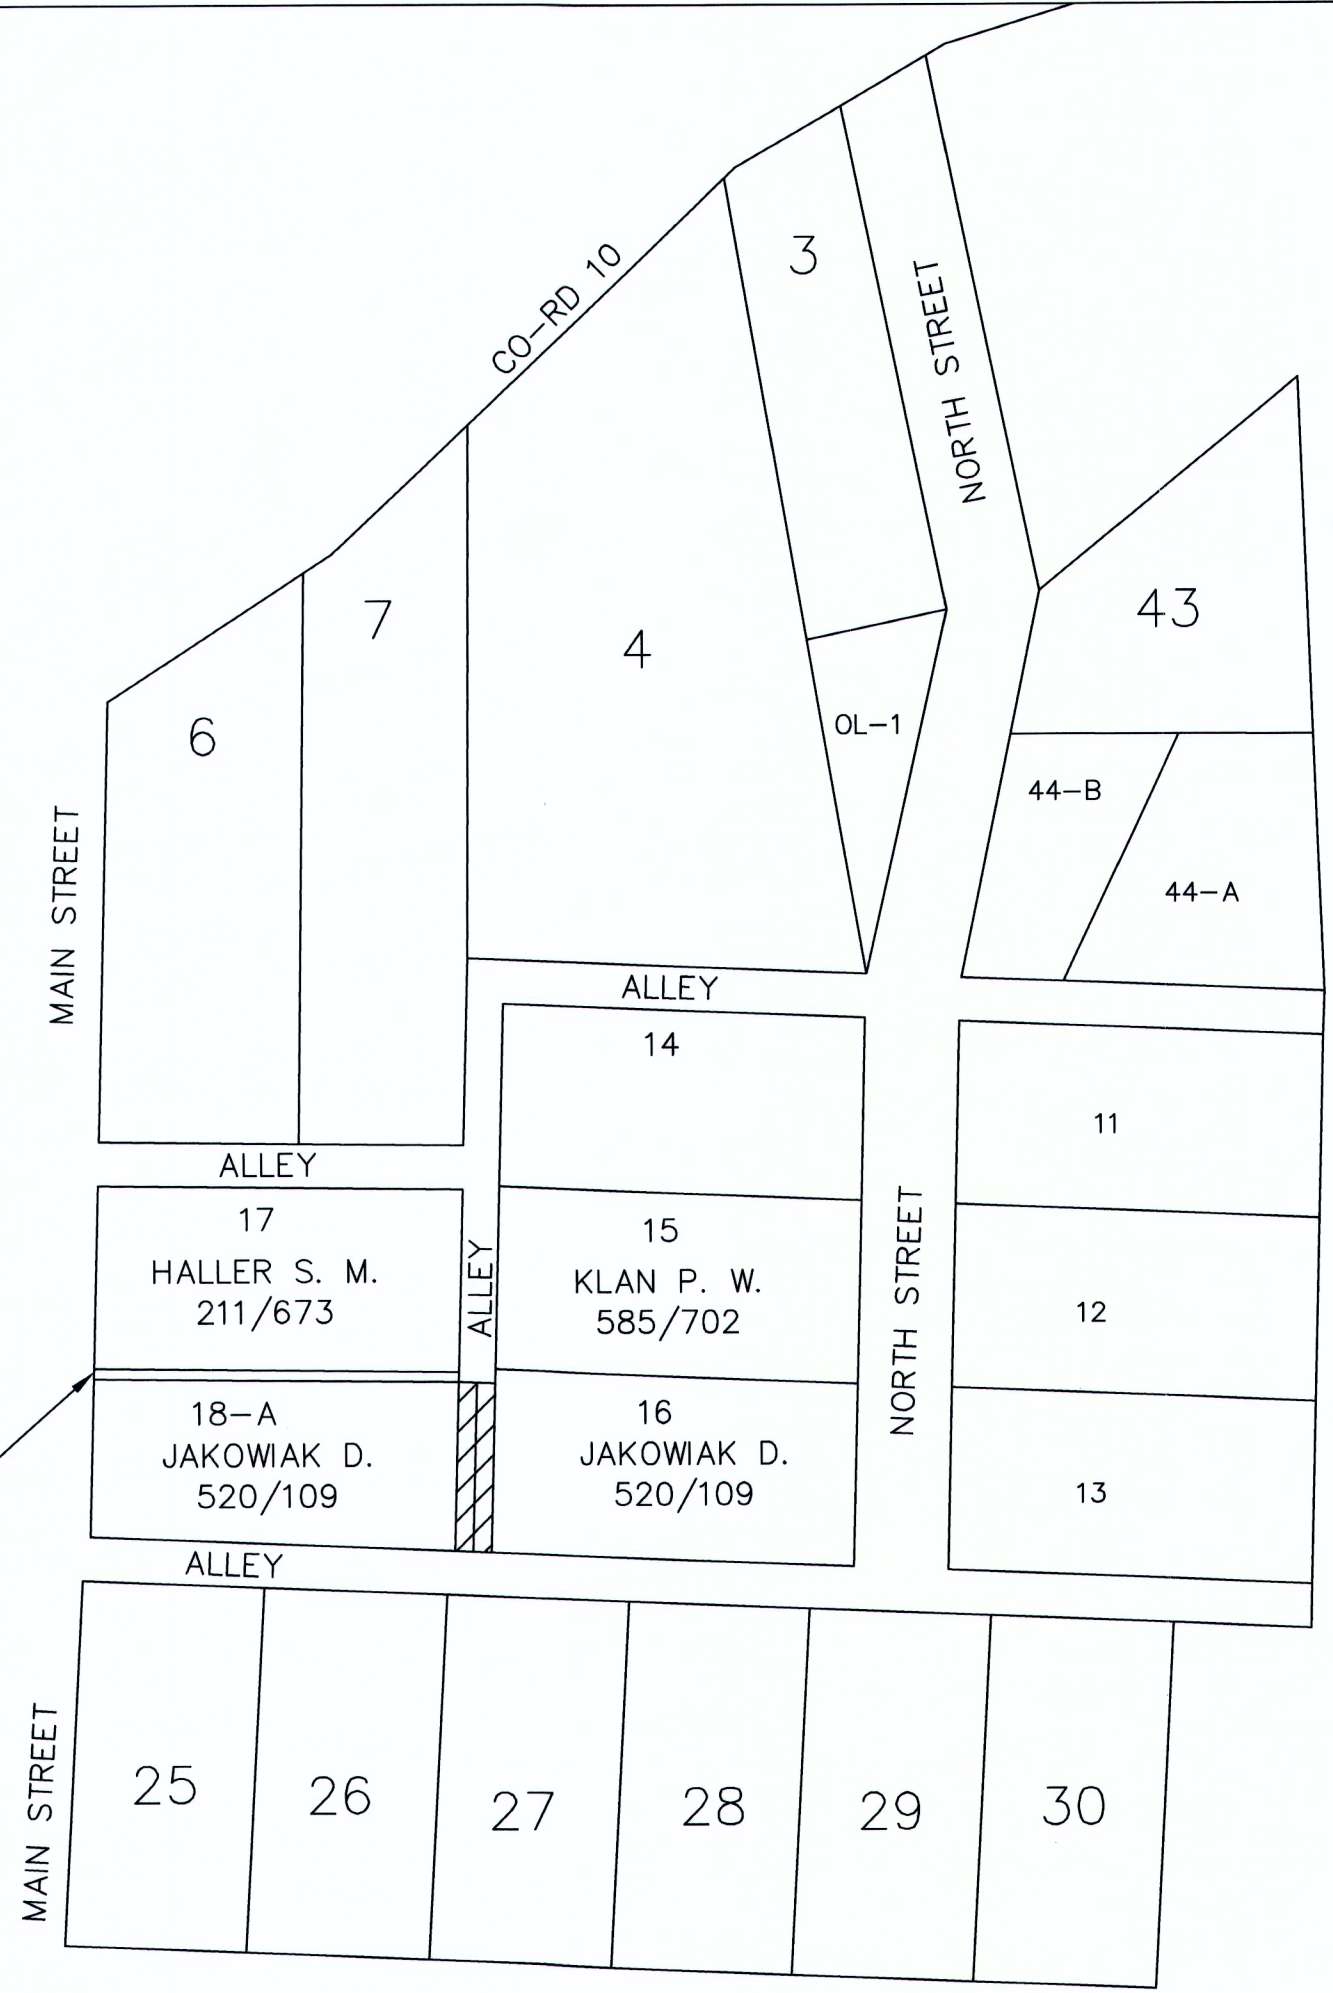 CO-RD 10
3
NORTH STREET
7
4
43
6
OL-1
44-B
44-A
MAIN STREET
ALLEY
14
11
ALLEY
17
HALLER S. M.
211/673
ALLEY
15
KLAN P. W.
585/702
NORTH STREET
12
18-A
JAKOWIAK D.
520/109
16
JAKOWIAK D.
520/109
13
ALLEY
MAIN STREET
25
26
27
28
29
30